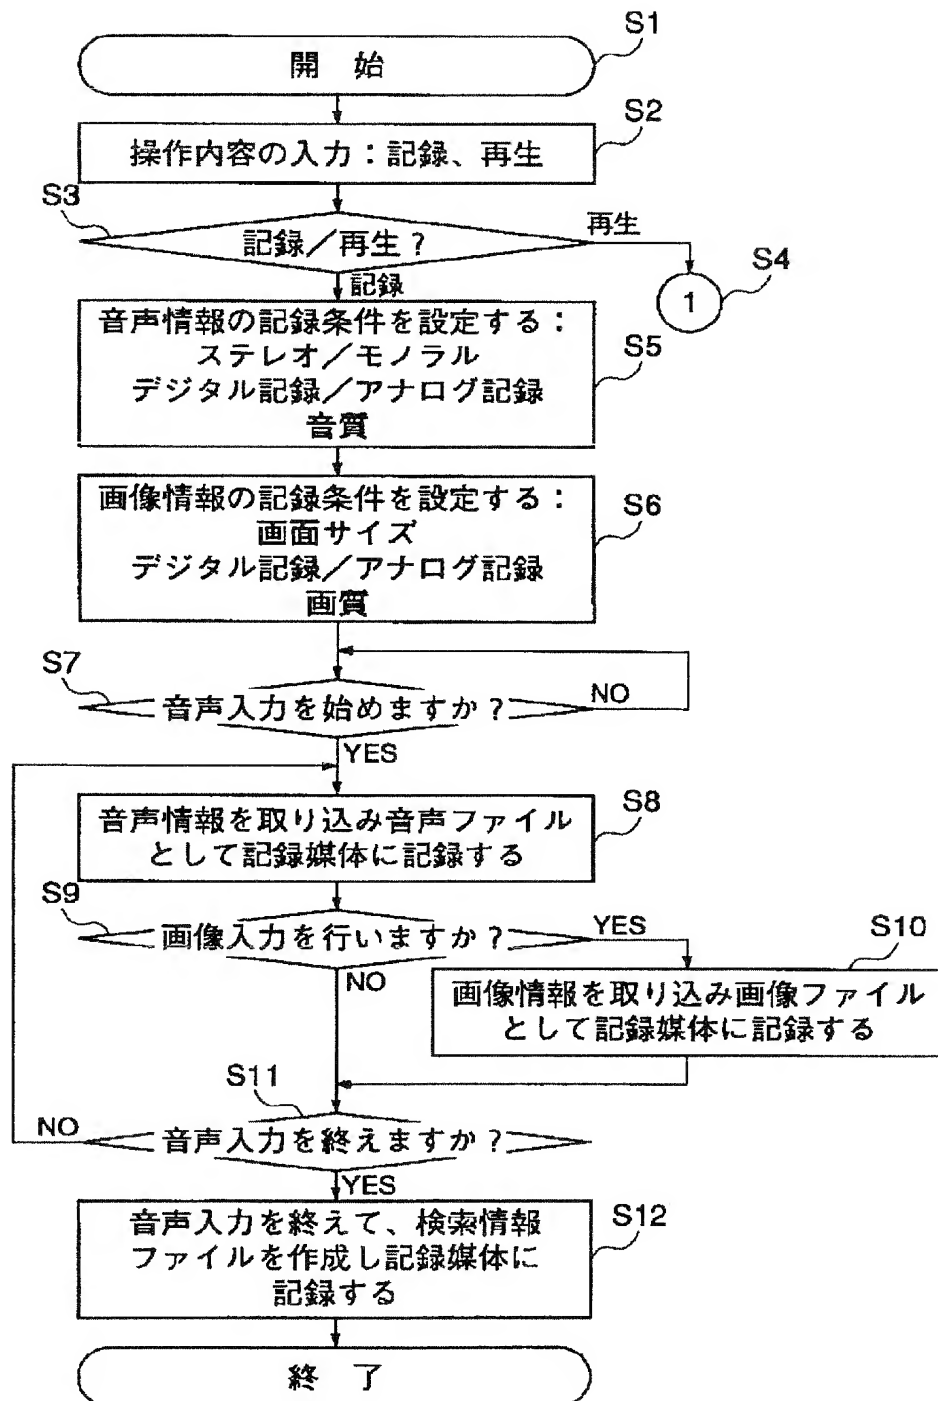 S1
開 始
S2
操作内容の入力：記録、再生
S3
記録／再生？
再生
S4
1
記録
音声情報の記録条件を設定する：
ステレオ／モノラル
デジタル記録／アナログ記録
音質
S5
画像情報の記録条件を設定する：
画面サイズ
デジタル記録／アナログ記録
画質
S6
S7
音声入力を始めますか？
NO
YES
音声情報を取り込み音声ファイル
として記録媒体に記録する
S8
S9
画像入力を行いますか？
YES
NO
S10
画像情報を取り込み画像ファイル
として記録媒体に記録する
S11
NO
音声入力を終えますか？
YES
音声入力を終えて、検索情報
ファイルを作成し記録媒体に
記録する
S12
終 了